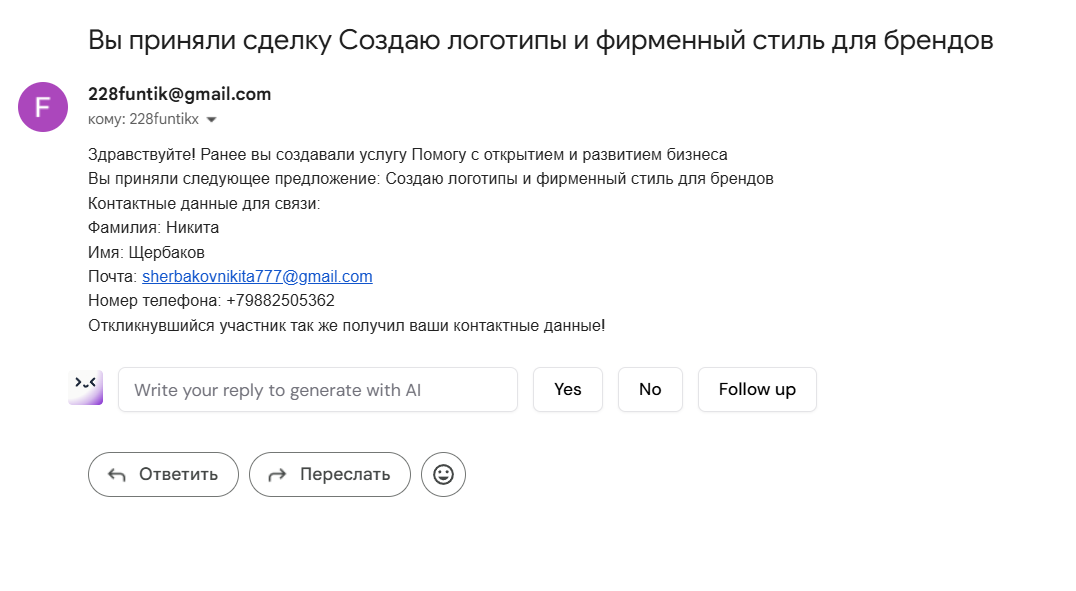 Вы приняли сделку Создаю логотипы и фирменный стиль для брендов
F
228funtik@gmail.com
кому: 228funtikx
Здравствуйте! Ранее вы создавали услугу Помогу с открытием и развитием бизнеса
Вы приняли следующее предложение: Создаю логотипы и фирменный стиль для брендов
Контактные данные для связи:
Фамилия: Никита
Имя: Щербаков
Почта: sherbakovnikita777@gmail.com
Номер телефона: +79882505362
Откликнувшийся участник так же получил ваши контактные данные!
Write your reply to generate with AI
Yes
No
Follow up
Ответить
Переслать